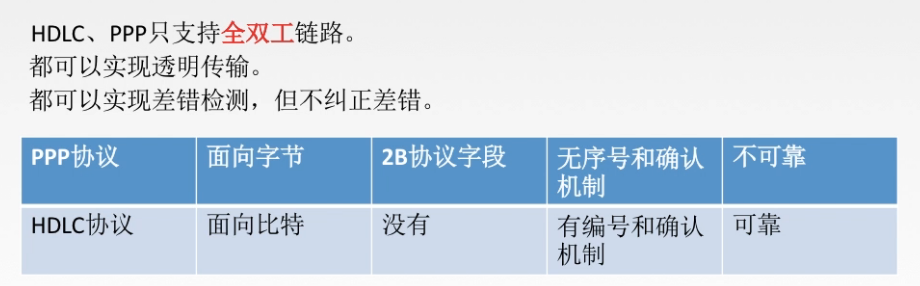 HDLC、PPP只支持全双工链路。
都可以实现透明传输。
都可以实现差错检测，但不纠正差错。
PPP协议 面向字节 2B协议字段 无序号和确认机制 不可靠
HDLC协议 面向比特 没有 有编号和确认机制 可靠